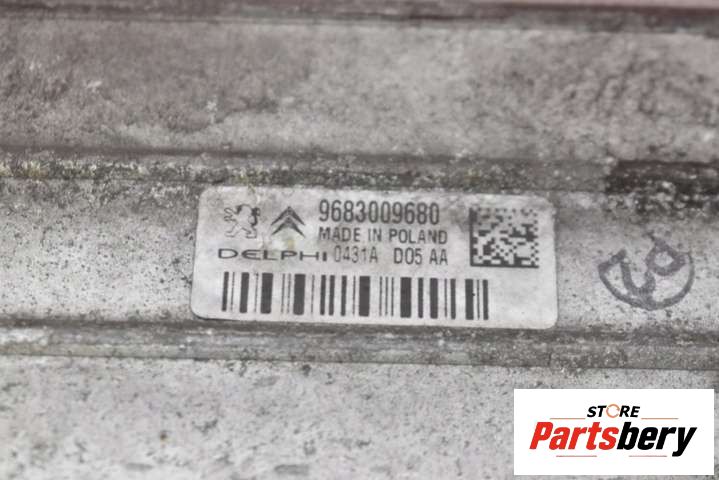 9683009680
MADE IN POLAND
DELPHI 0431A D05 AA
STORE
Partsbery